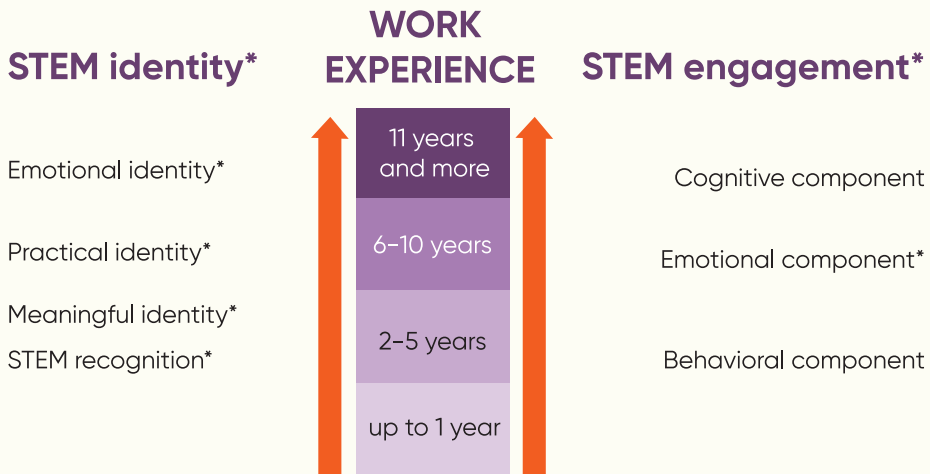 STEM identity*
Emotional identity*
Practical identity*
Meaningful identity*
STEM recognition*
WORK
EXPERIENCE
11 years
and more
6-10 years
2-5 years
up to 1 year
STEM engagement*
Cognitive component
Emotional component*
Behavioral component